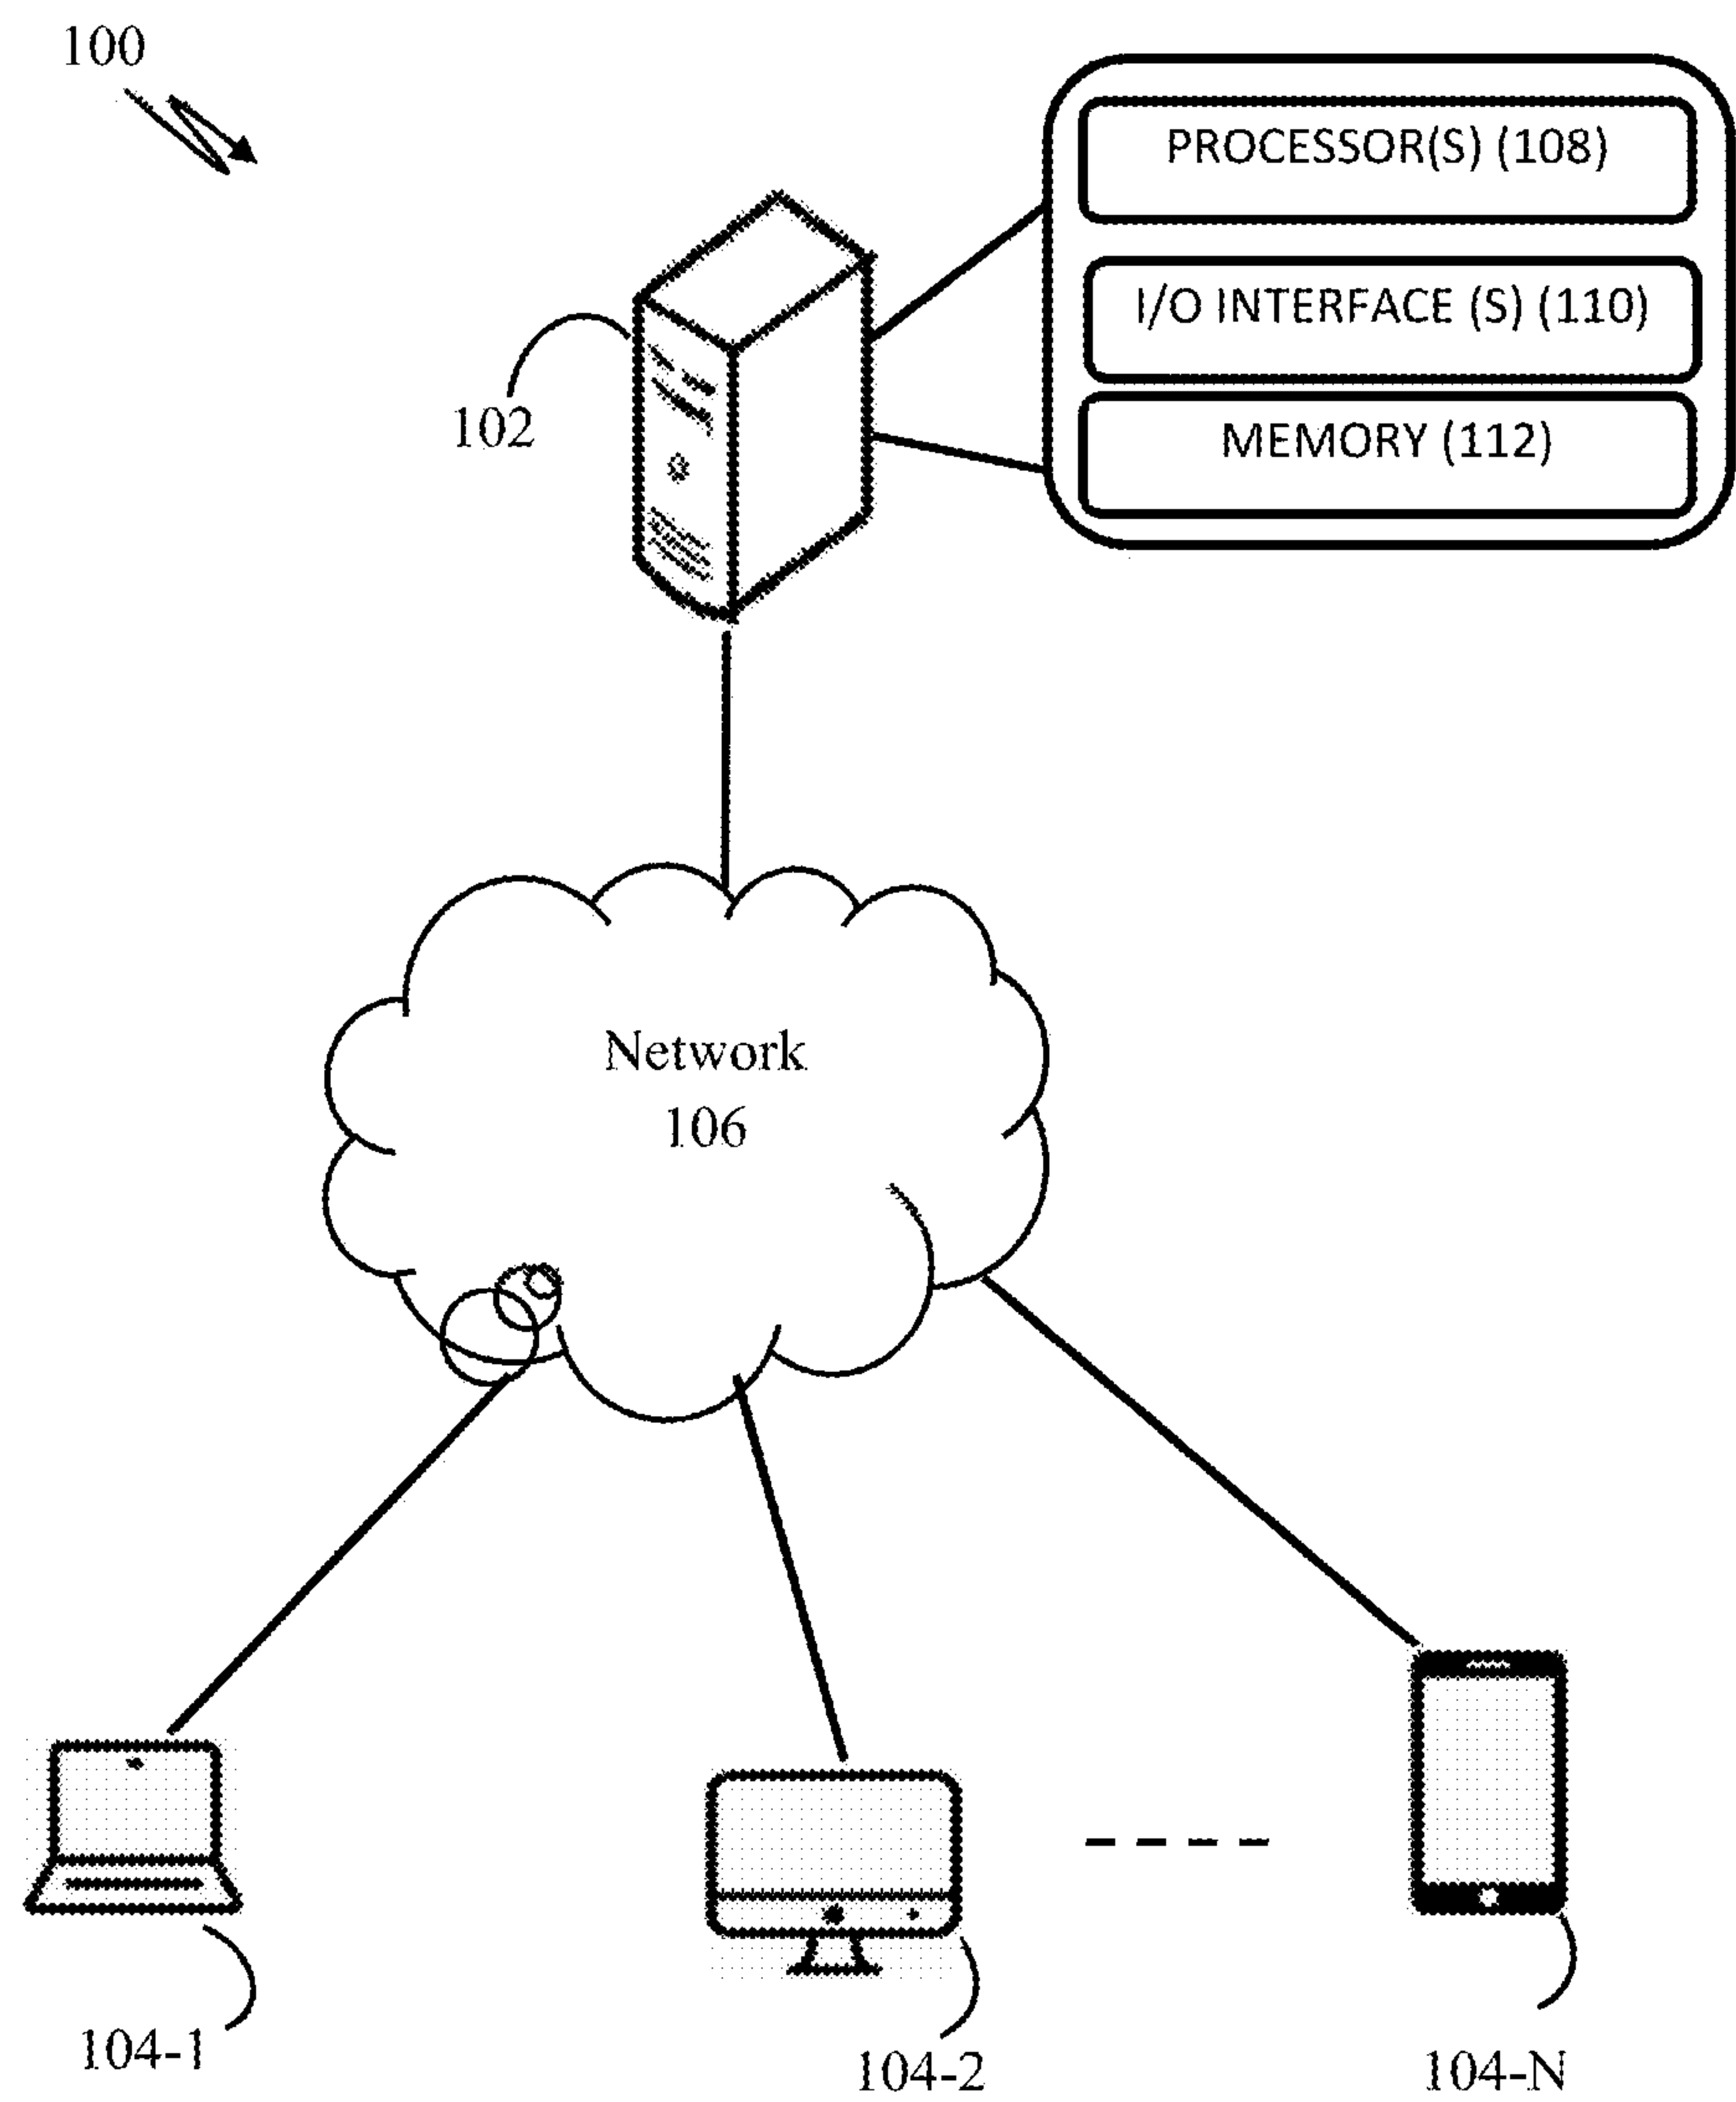 100
PROCESSOR(S) (108)
I/O INTERFACE (S) (110)
MEMORY (112)
102
Network
106
104-1
104-2
104-N